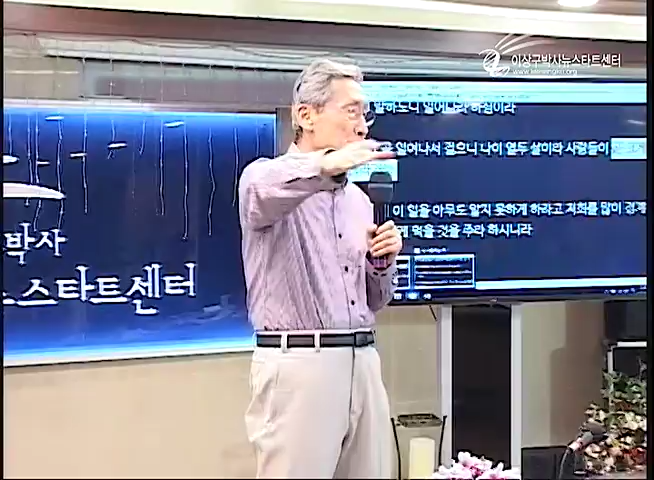 이상구박사뉴스타트센터
www.newstart.org
말하노니 일어나라 하심이라
일어나서 걸으니 나이 열두 살이라 사람들이
이 일을 아무도 알지 못하게 하라고 저희를 많이
게 먹을 것을 주라 하시니라
박사
스타트센터